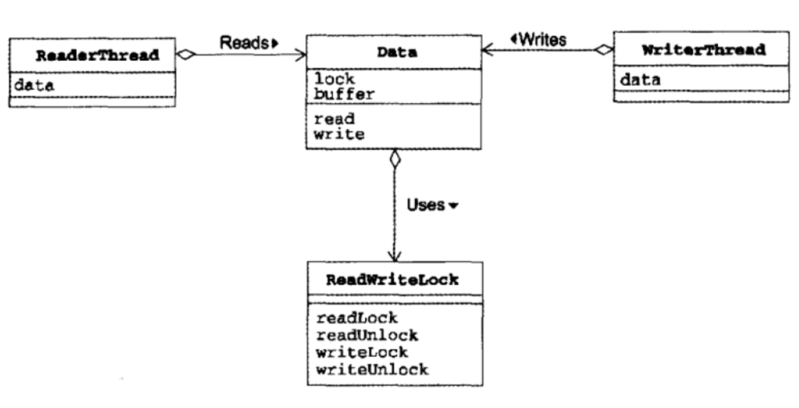 ReaderThread
data
Reads▶
Data
lock
buffer
read
write
◀Writes
WriterThread
data
Uses▼
ReadWriteLock
readLock
readUnlock
writeLock
writeUnlock